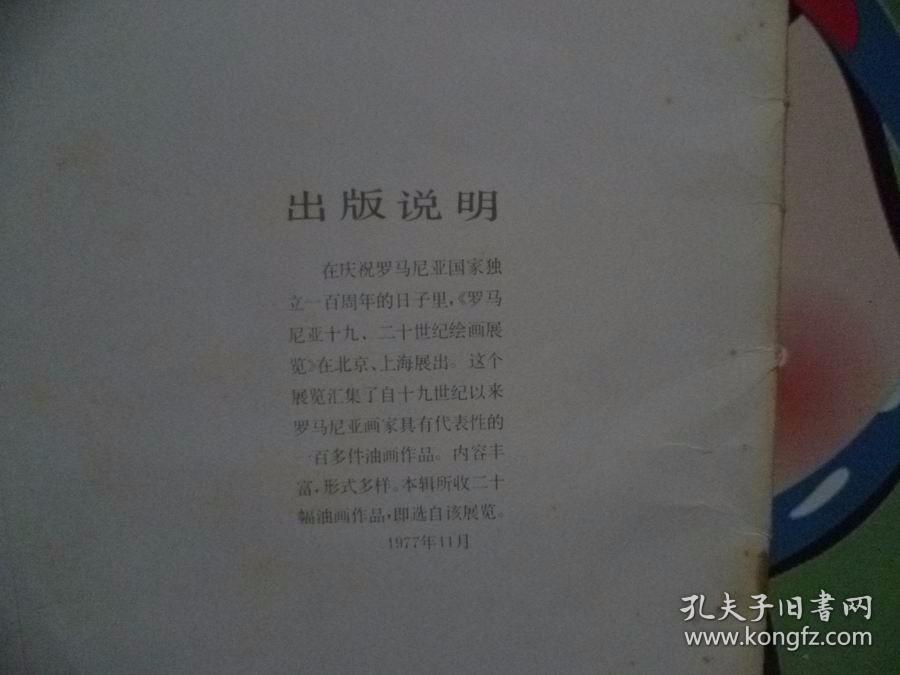 出版说明
在庆祝罗马尼亚国家独
立一百周年的日子里，《罗马
尼亚十九、二十世纪绘画展
览》在北京、上海展出。这个
展览汇集了自十九世纪以来
罗马尼亚画家具有代表性的
一百多件油画作品。内容丰
富，形式多样。本辑所收二十
幅油画作品，即选自该展览。
1977年11月
孔夫子旧书网
www.kongfz.com